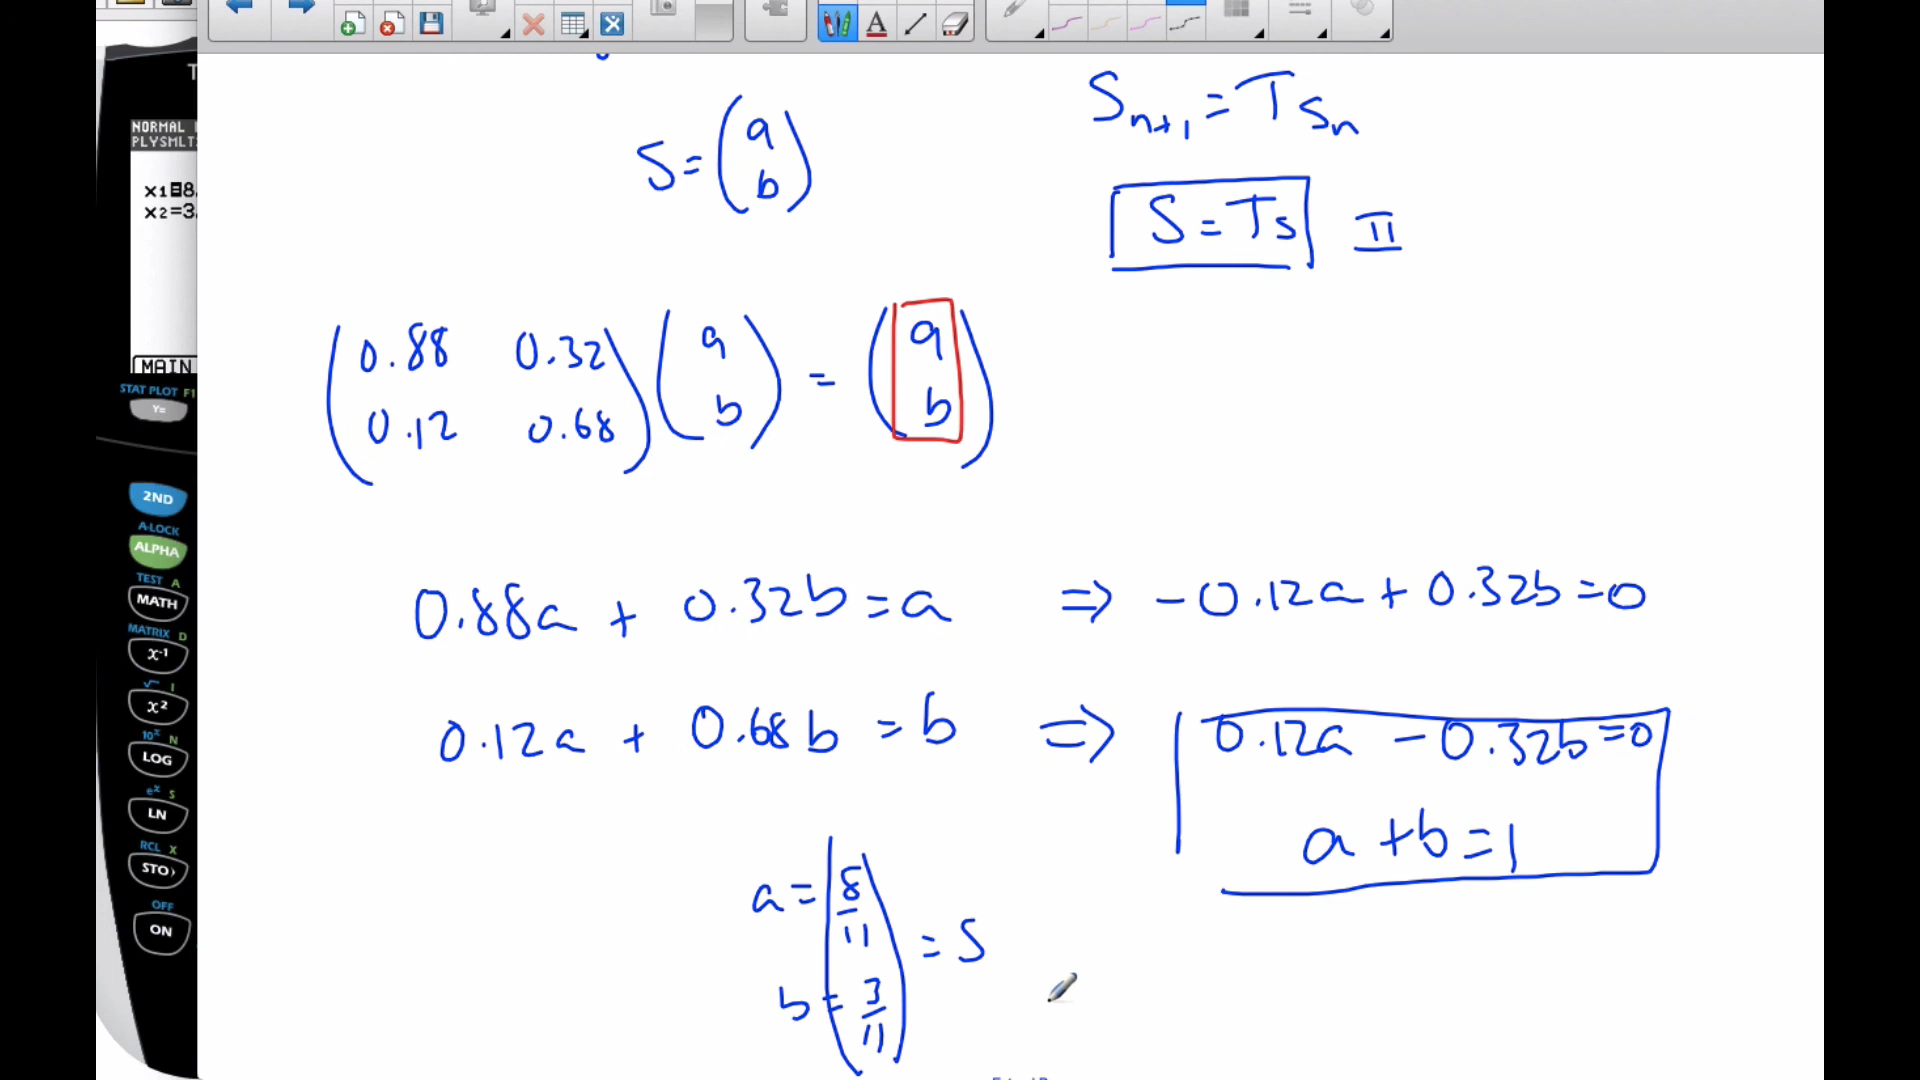 T
NORMAL
PLYSMLT
x1=8.
x2=3.
MAIN
STAT PLOT F1
Y=
2ND
A-LOCK
ALPHA
TEST A
MATH
MATRIX D
x⁻¹
√ I
x²
10ˣ N
LOG
eˣ S
LN
RCL X
STO›
OFF
ON
A
S = (a b)
Sₙ₊₁ = T Sₙ
S = Ts II
(0.88 0.32) (a) = (a)
(0.12 0.68) (b) (b)
0.88a + 0.32b = a ⇒ -0.12a + 0.32b = 0
0.12a + 0.68b = b ⇒ 0.12a - 0.32b = 0
a + b = 1
a = 8/11
= S
b = 3/11